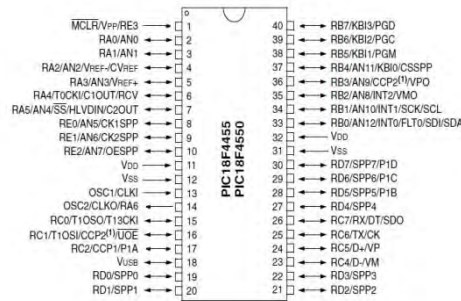 MCLR/VPP/RE3
RA0/AN0
RA1/AN1
RA2/AN2/VREF-/CVREF
RA3/AN3/VREF+
RA4/T0CKI/C1OUT/RCV
RA5/AN4/SS/HLVDIN/C2OUT
RE0/AN5/CK1SPP
RE1/AN6/CK2SPP
RE2/AN7/OESPP
VDD
VSS
OSC1/CLKI
OSC2/CLKO/RA6
RC0/T1OSO/T13CKI
RC1/T1OSI/CCP2(1)/UOE
RC2/CCP1/P1A
VUSB
RD0/SPP0
RD1/SPP1
1
2
3
4
5
6
7
8
9
10
11
12
13
14
15
16
17
18
19
20
PIC18F4455
PIC18F4550
40
39
38
37
36
35
34
33
32
31
30
29
28
27
26
25
24
23
22
21
RB7/KBI3/PGD
RB6/KBI2/PGC
RB5/KBI1/PGM
RB4/AN11/KBI0/CSSPP
RB3/AN9/CCP2(1)/VPO
RB2/AN8/INT2/VMO
RB1/AN10/INT1/SCK/SCL
RB0/AN12/INT0/FLT0/SDI/SDA
VDD
VSS
RD7/SPP7/P1D
RD6/SPP6/P1C
RD5/SPP5/P1B
RD4/SPP4
RC7/RX/DT/SDO
RC6/TX/CK
RC5/D+/VP
RC4/D-/VM
RD3/SPP3
RD2/SPP2